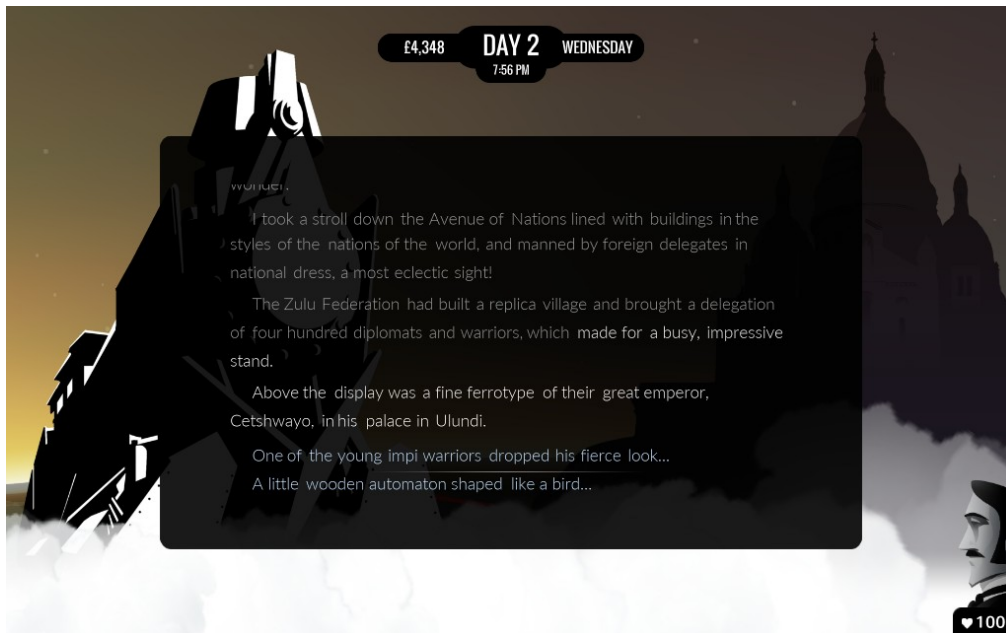 £4,348
DAY 2
WEDNESDAY
7:56 PM
wonder.
I took a stroll down the Avenue of Nations lined with buildings in the
styles of the nations of the world, and manned by foreign delegates in
national dress, a most eclectic sight!
The Zulu Federation had built a replica village and brought a delegation
of four hundred diplomats and warriors, which made for a busy, impressive
stand.
Above the display was a fine ferrotype of their great emperor,
Cetshwayo, in his palace in Ulundi.
One of the young impi warriors dropped his fierce look...
A little wooden automaton shaped like a bird...
100